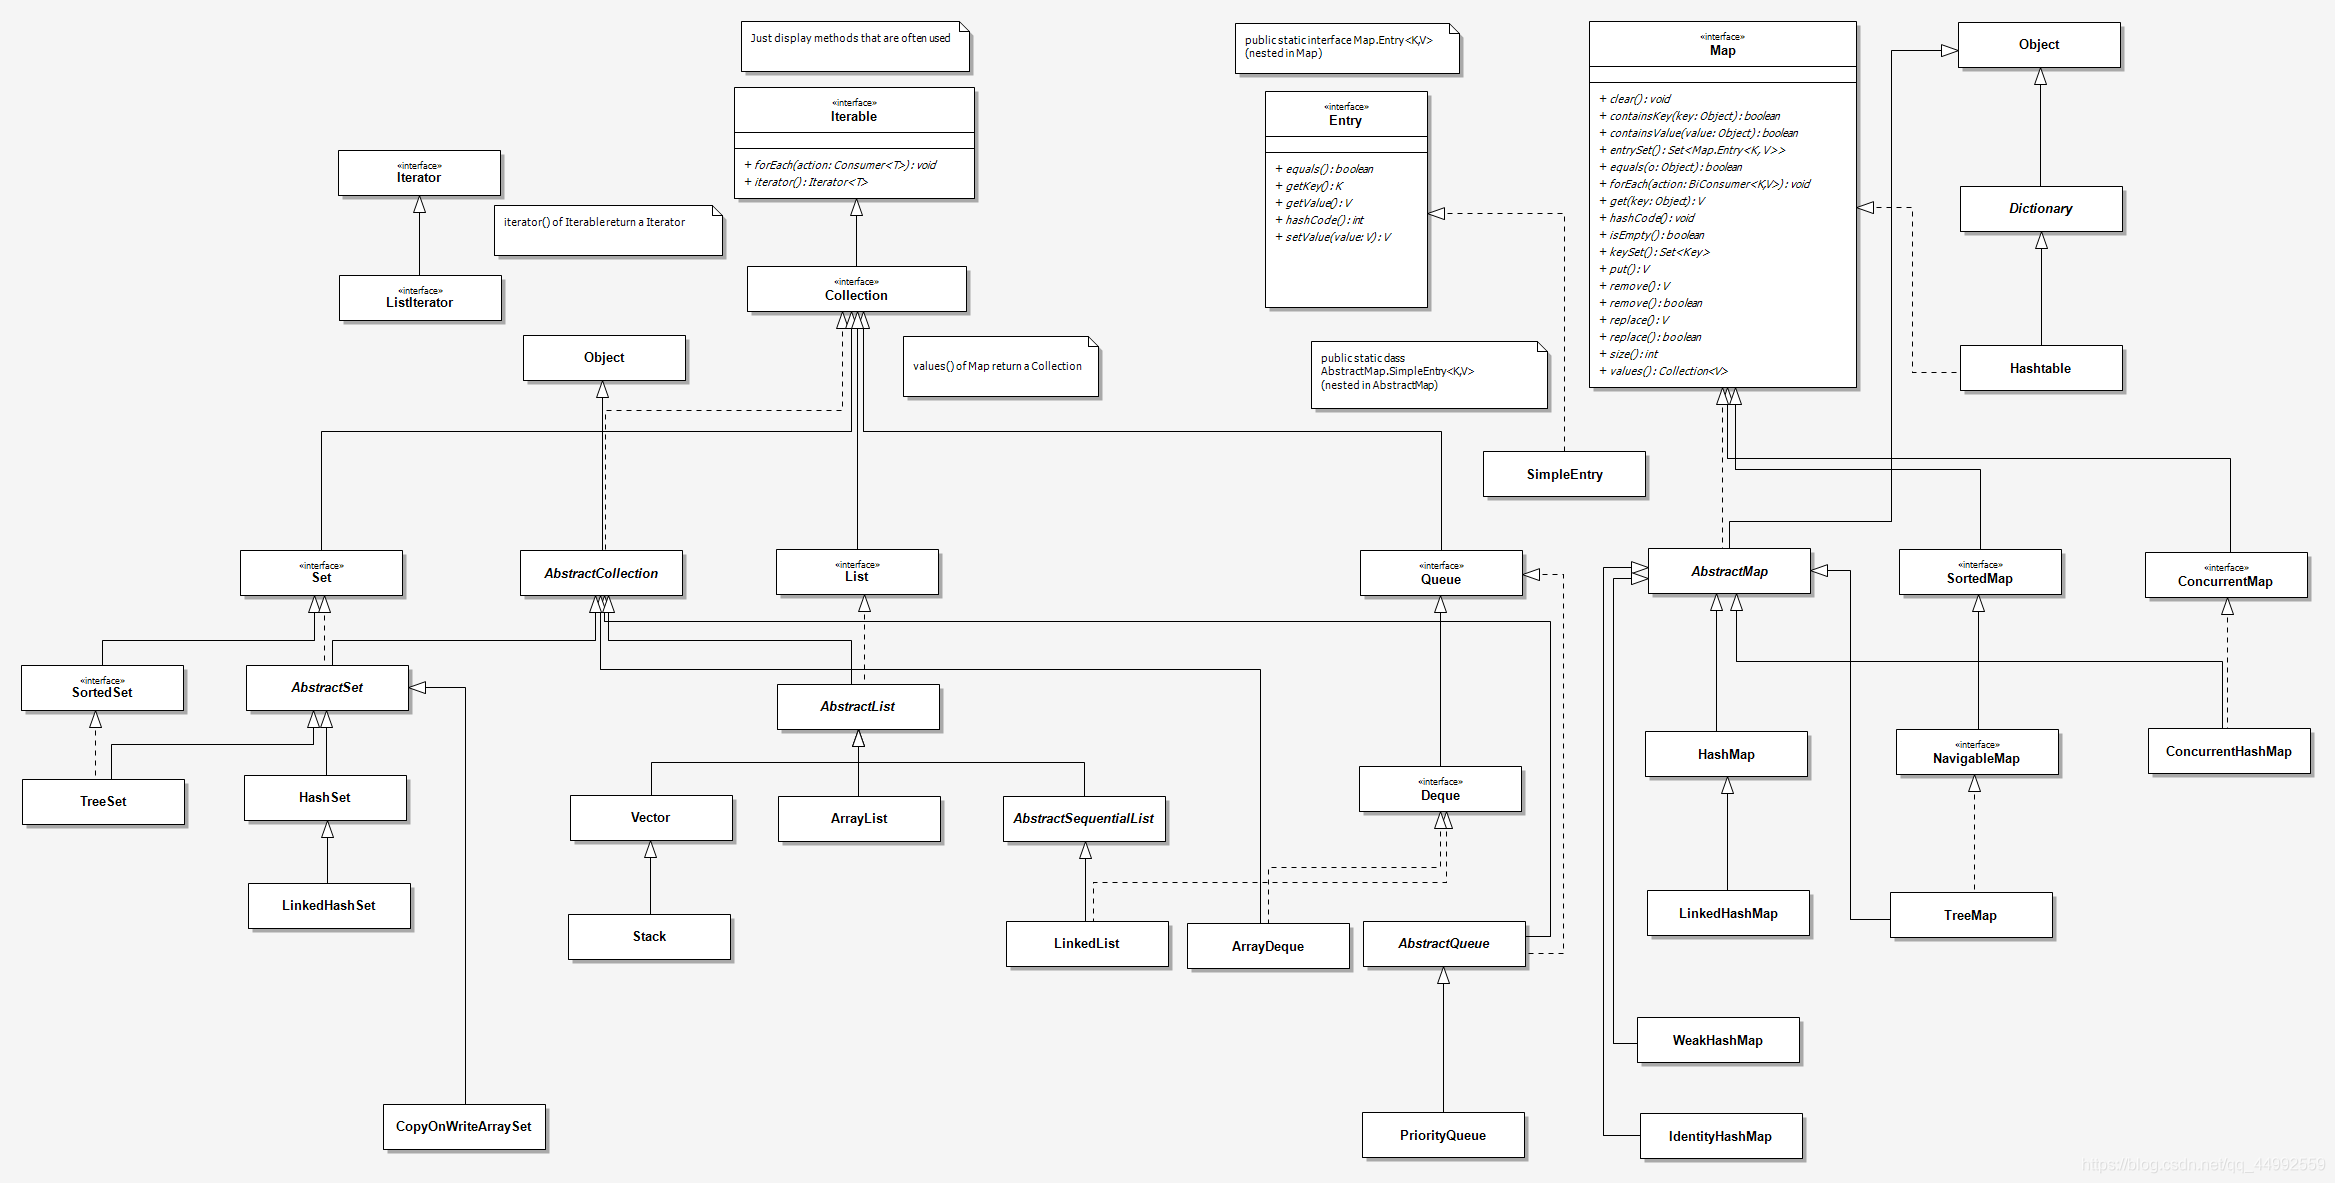 Just display methods that are often used
public static interface Map.Entry<K,V>
(nested in Map)
«interface»
Map
+ clear(): void
+ containsKey(key: Object): boolean
+ containsValue(value: Object): boolean
+ entrySet(): Set<Map.Entry<K, V>>
+ equals(o: Object): boolean
+ forEach(action: BiConsumer<K,V>): void
+ get(key: Object): V
+ hashCode(): void
+ isEmpty(): boolean
+ keySet(): Set<Key>
+ put(): V
+ remove(): V
+ remove(): boolean
+ replace(): V
+ replace(): boolean
+ size(): int
+ values(): Collection<V>
Object
«interface»
Iterable
+ forEach(action: Consumer<T>): void
+ iterator(): Iterator<T>
«interface»
Entry
+ equals(): boolean
+ getKey(): K
+ getValue(): V
+ hashCode(): int
+ setValue(value: V): V
«interface»
Iterator
iterator() of Iterable return a Iterator
Dictionary
«interface»
ListIterator
«interface»
Collection
Object
values() of Map return a Collection
public static class
AbstractMap.SimpleEntry<K,V>
(nested in AbstractMap)
Hashtable
SimpleEntry
«interface»
Set
AbstractCollection
«interface»
List
«interface»
Queue
AbstractMap
«interface»
SortedMap
«interface»
ConcurrentMap
«interface»
SortedSet
AbstractSet
AbstractList
HashMap
«interface»
NavigableMap
ConcurrentHashMap
TreeSet
HashSet
Vector
ArrayList
AbstractSequentialList
«interface»
Deque
LinkedHashSet
Stack
LinkedList
ArrayDeque
AbstractQueue
LinkedHashMap
TreeMap
WeakHashMap
CopyOnWriteArraySet
PriorityQueue
IdentityHashMap
https://blog.csdn.net/qq_44992559